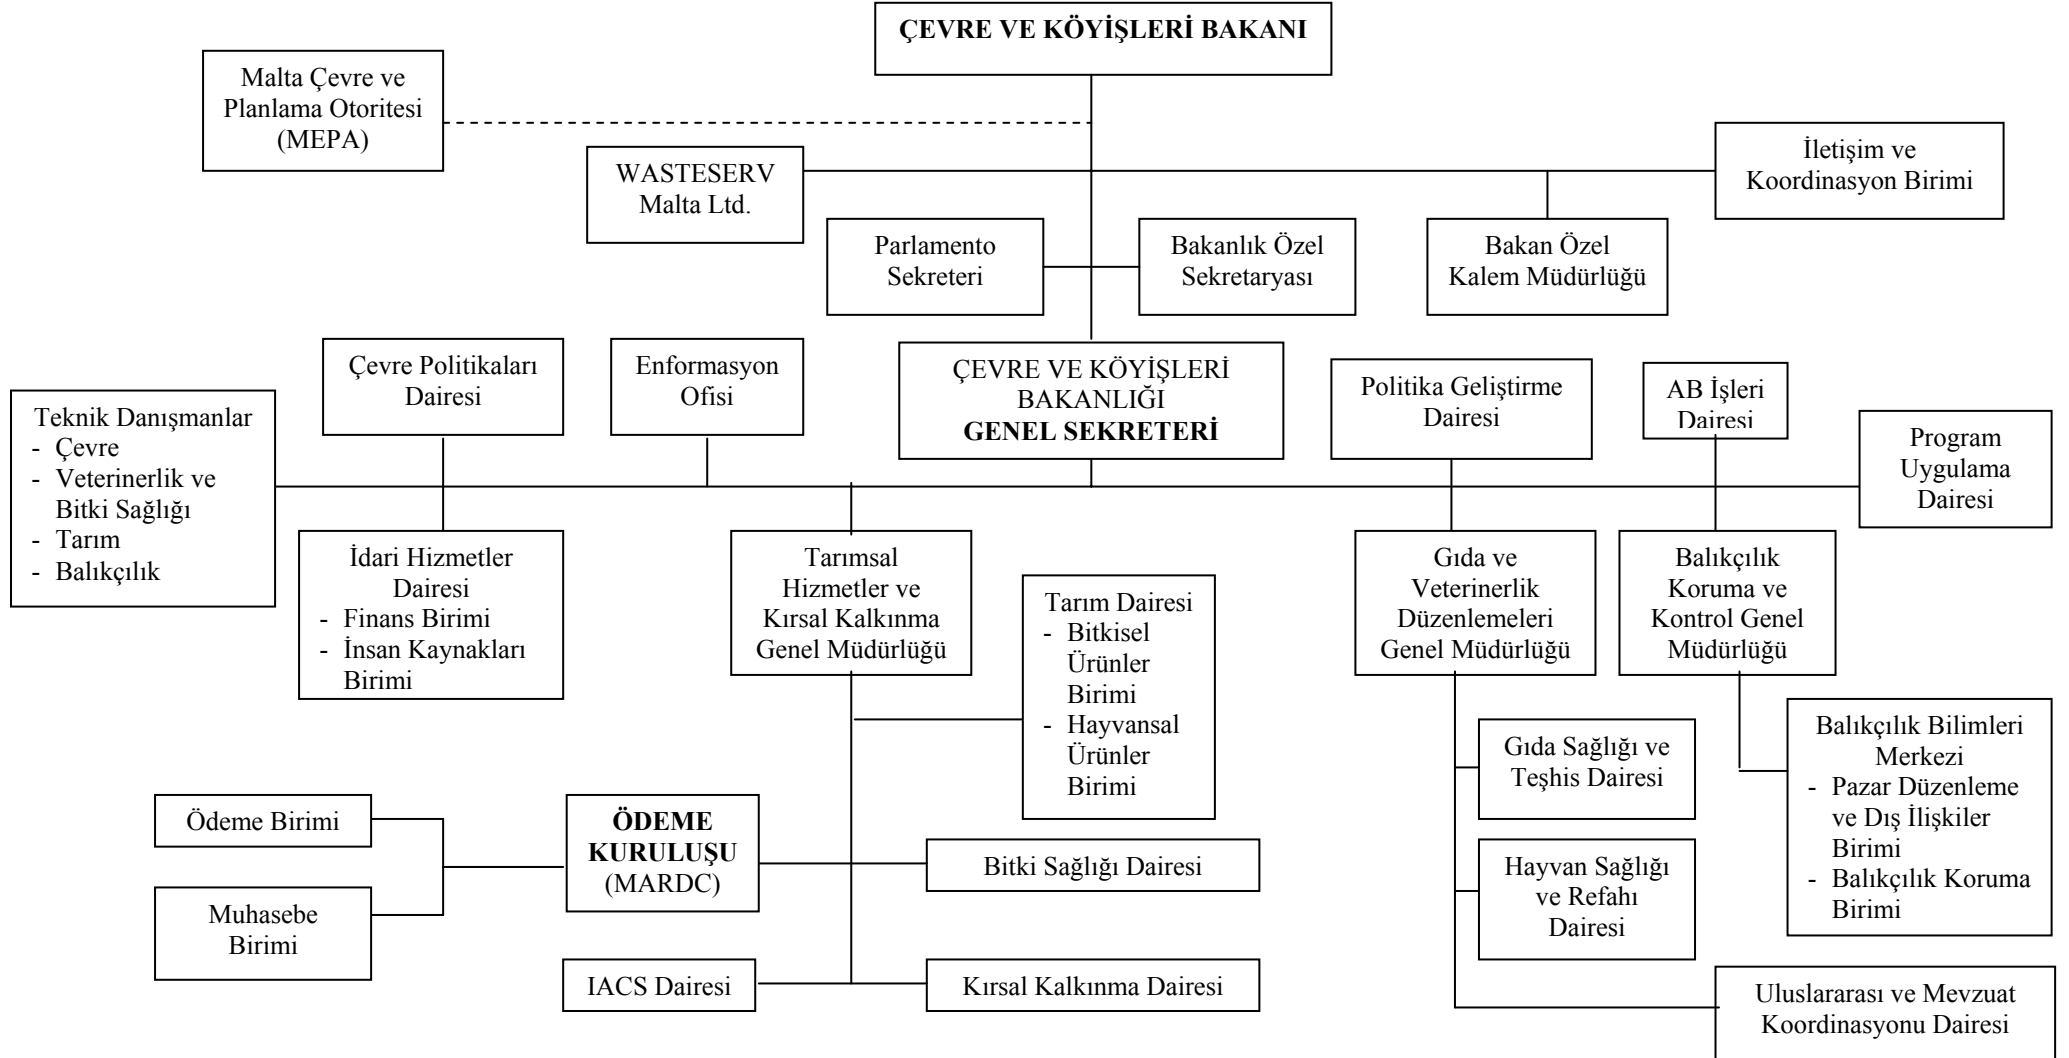 ÇEVRE VE KÖYİŞLERİ BAKANI
Malta Çevre ve
Planlama Otoritesi
(MEPA)
WASTESERV
Malta Ltd.
İletişim ve
Koordinasyon Birimi
Parlamento
Sekreteri
Bakanlık Özel
Sekretaryası
Bakan Özel
Kalem Müdürlüğü
Teknik Danışmanlar
- Çevre
- Veterinerlik ve
Bitki Sağlığı
- Tarım
- Balıkçılık
Çevre Politikaları
Dairesi
Enformasyon
Ofisi
ÇEVRE VE KÖYİŞLERİ
BAKANLIĞI
GENEL SEKRETERİ
Politika Geliştirme
Dairesi
AB İşleri
Dairesi
Program
Uygulama
Dairesi
İdari Hizmetler
Dairesi
- Finans Birimi
- İnsan Kaynakları
Birimi
Tarımsal
Hizmetler ve
Kırsal Kalkınma
Genel Müdürlüğü
Tarım Dairesi
- Bitkisel
Ürünler
Birimi
- Hayvansal
Ürünler
Birimi
Gıda ve
Veterinerlik
Düzenlemeleri
Genel Müdürlüğü
Balıkçılık
Koruma ve
Kontrol Genel
Müdürlüğü
Gıda Sağlığı ve
Teşhis Dairesi
Balıkçılık Bilimleri
Merkezi
- Pazar Düzenleme
ve Dış İlişkiler
Birimi
- Balıkçılık Koruma
Birimi
Ödeme Birimi
Muhasebe
Birimi
ÖDEME
KURULUŞU
(MARDC)
Bitki Sağlığı Dairesi
Hayvan Sağlığı
ve Refahı
Dairesi
IACS Dairesi
Kırsal Kalkınma Dairesi
Uluslararası ve Mevzuat
Koordinasyonu Dairesi